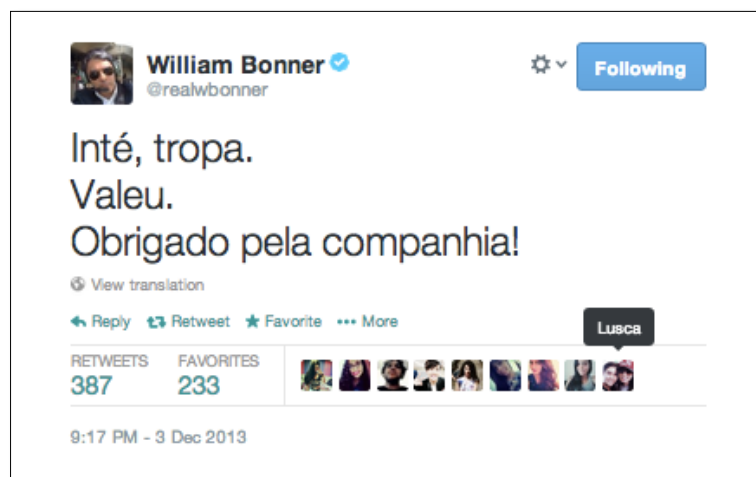 William Bonner
Following
@realwbonner
Inté, tropa.
Valeu.
Obrigado pela companhia!
View translation
Reply Retweet Favorite More
Lusca
RETWEETS FAVORITES
387 233
9:17 PM - 3 Dec 2013